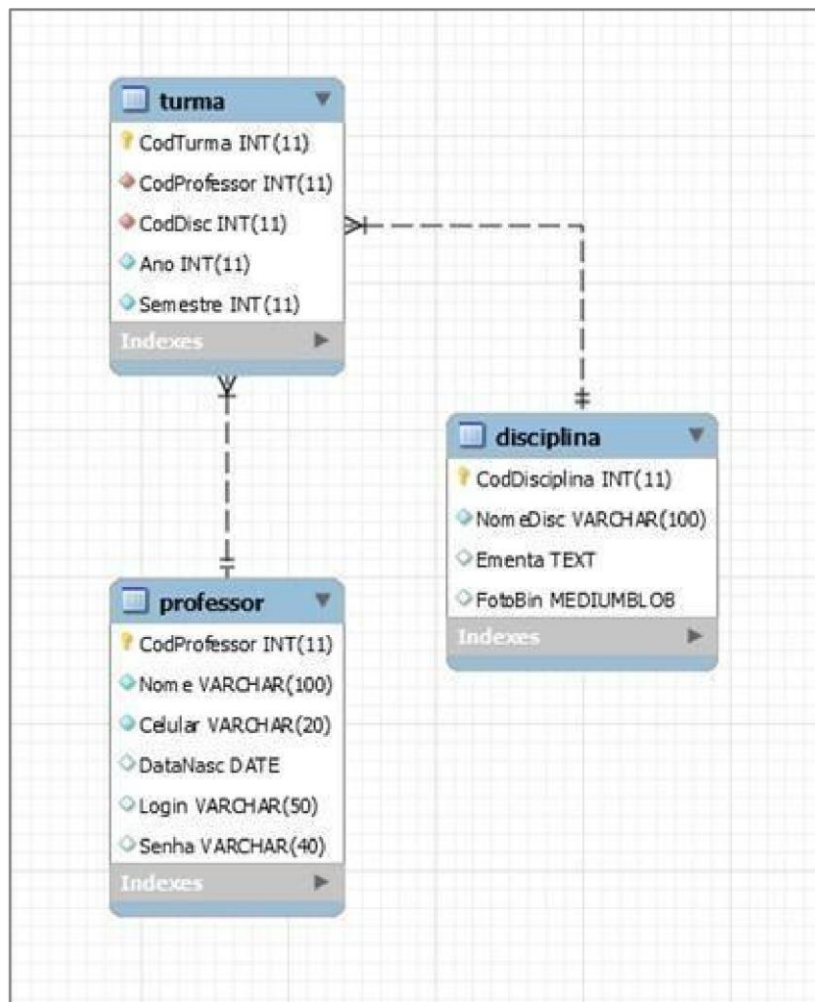 turma
CodTurma INT(11)
CodProfessor INT(11)
CodDisc INT(11)
Ano INT(11)
Semestre INT(11)
Indexes
disciplina
CodDisciplina INT(11)
NomeDisc VARCHAR(100)
Ementa TEXT
FotoBin MEDIUMBLOB
Indexes
professor
CodProfessor INT(11)
Nome VARCHAR(100)
Celular VARCHAR(20)
DataNasc DATE
Login VARCHAR(50)
Senha VARCHAR(40)
Indexes